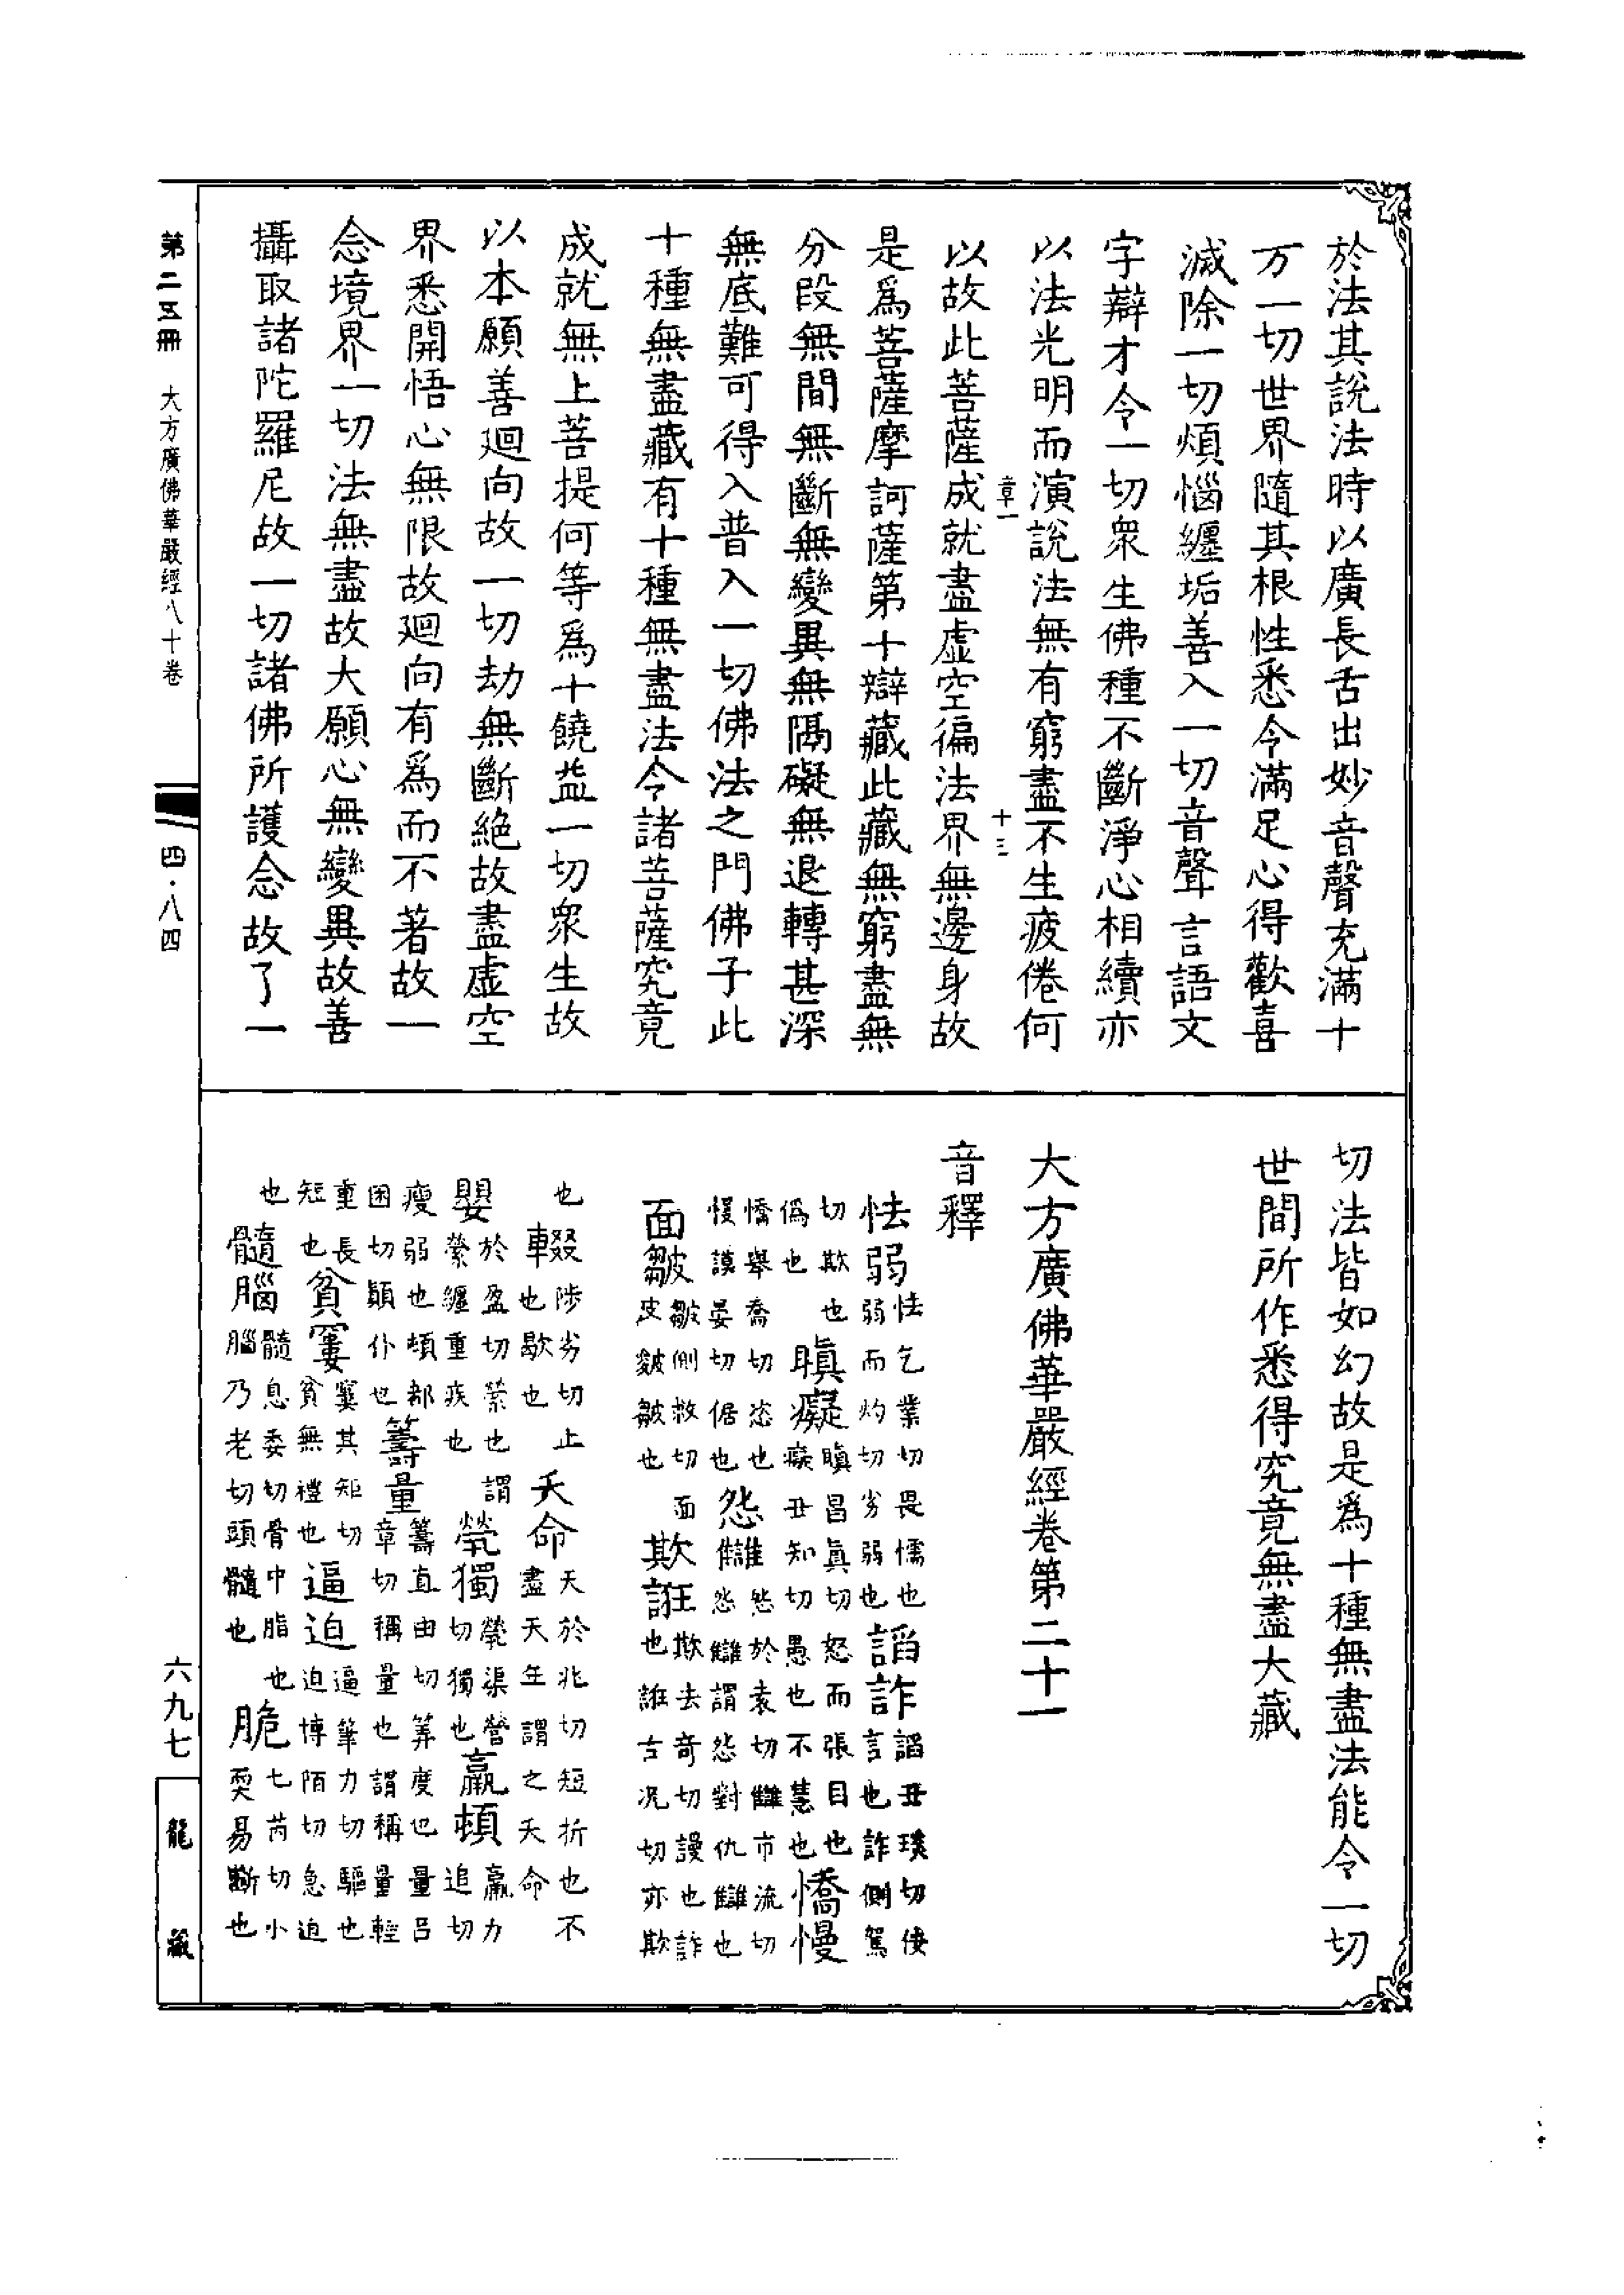 於法其說法時以廣長舌出妙音聲充滿十
方一切世界隨其根性悉令滿足心得歡喜
滅除一切煩惱纏垢善入一切音聲言語文
字辯才令一切眾生佛種不斷淨心相續亦
以法光明而演說法無有窮盡不生疲倦何
章一 十三
以故此菩薩成就盡虛空徧法界無邊身故
是為菩薩摩訶薩第十辯藏此藏無窮盡無
分段無間無斷無變異無隔礙無退轉甚深
無底難可得入普入一切佛法之門佛子此
十種無盡藏有十種無盡法令諸菩薩究竟
成就無上菩提何等為十饒益一切眾生故
以本願善迴向故一切劫無斷絕故盡虛空
界悉開悟心無限故迴向有為而不著故一
念境界一切法無盡故大願心無變異故善
攝取諸陀羅尼故一切諸佛所護念故了一
切法皆如幻故是為十種無盡法能令一切
世間所作悉得究竟無盡大藏
大方廣佛華嚴經卷第二十一
音釋
怯弱 怯乞業切畏懦也弱而灼切劣弱也 諂詐 諂丑琰切佞言也詐側駕
切欺也偽也 瞋癡 瞋昌真切怒而張目也癡丑知切愚也不慧也 憍慢
憍舉喬切恣也慢謨晏切倨也 怨讎 怨於袁切讎市流切怨讎謂怨對仇讎也
面皺 皺側救切面皮皺皺也 欺誑 欺去奇切謾也詐也誑古況切亦欺
也 輟 陟劣切止也歇也 夭命 夭於兆切短折也不盡天年謂之夭命
嬰 於盈切縈也謂縈纏重疾也 煢獨 煢渠營切獨也 羸頓 羸力追切
瘦弱也頓都困切顛仆也 籌量 籌直由切筭度也量呂章切稱量也謂稱量輕
重長短也 貧窶 窶其矩切貧無禮也 逼迫 逼筆力切驅也迫博陌切急迫
也 髓腦 髓息委切骨中脂也腦乃老切頭髓也 脆 七芮切小耎易斷也
第二五冊 大方廣佛華嚴經八十卷
四·八四
六九七
龍藏